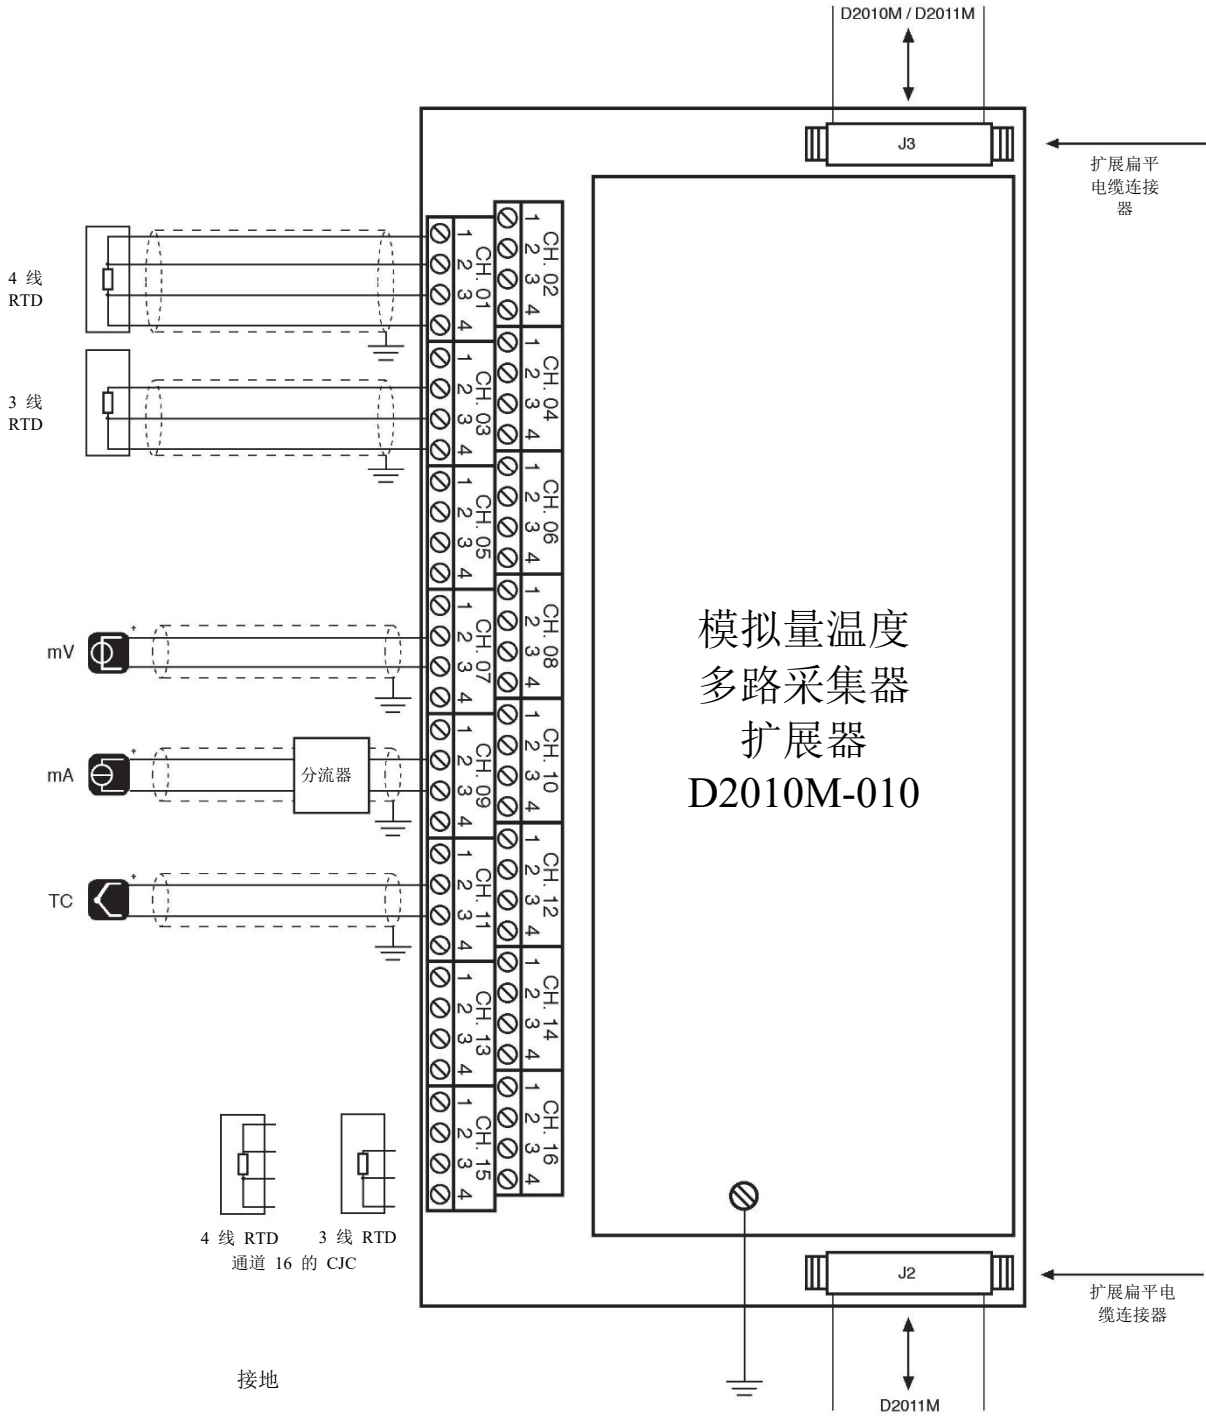 D2010M / D2011M
J3
扩展扁平
电缆连接
器
4 线
RTD
1
2
3
4
CH. 01
1
2
3
4
CH. 02
3 线
RTD
1
2
3
4
CH. 03
1
2
3
4
CH. 04
1
2
3
4
CH. 05
1
2
3
4
CH. 06
mV
+
1
2
3
4
CH. 07
1
2
3
4
CH. 08
模拟量温度
多路采集器
扩展器
D2010M-010
mA
+
分流器
1
2
3
4
CH. 09
1
2
3
4
CH. 10
TC
+
1
2
3
4
CH. 11
1
2
3
4
CH. 12
1
2
3
4
CH. 13
1
2
3
4
CH. 14
1
2
3
4
CH. 15
1
2
3
4
CH. 16
4 线 RTD
3 线 RTD
通道 16 的 CJC
J2
扩展扁平电
缆连接器
接地
D2011M